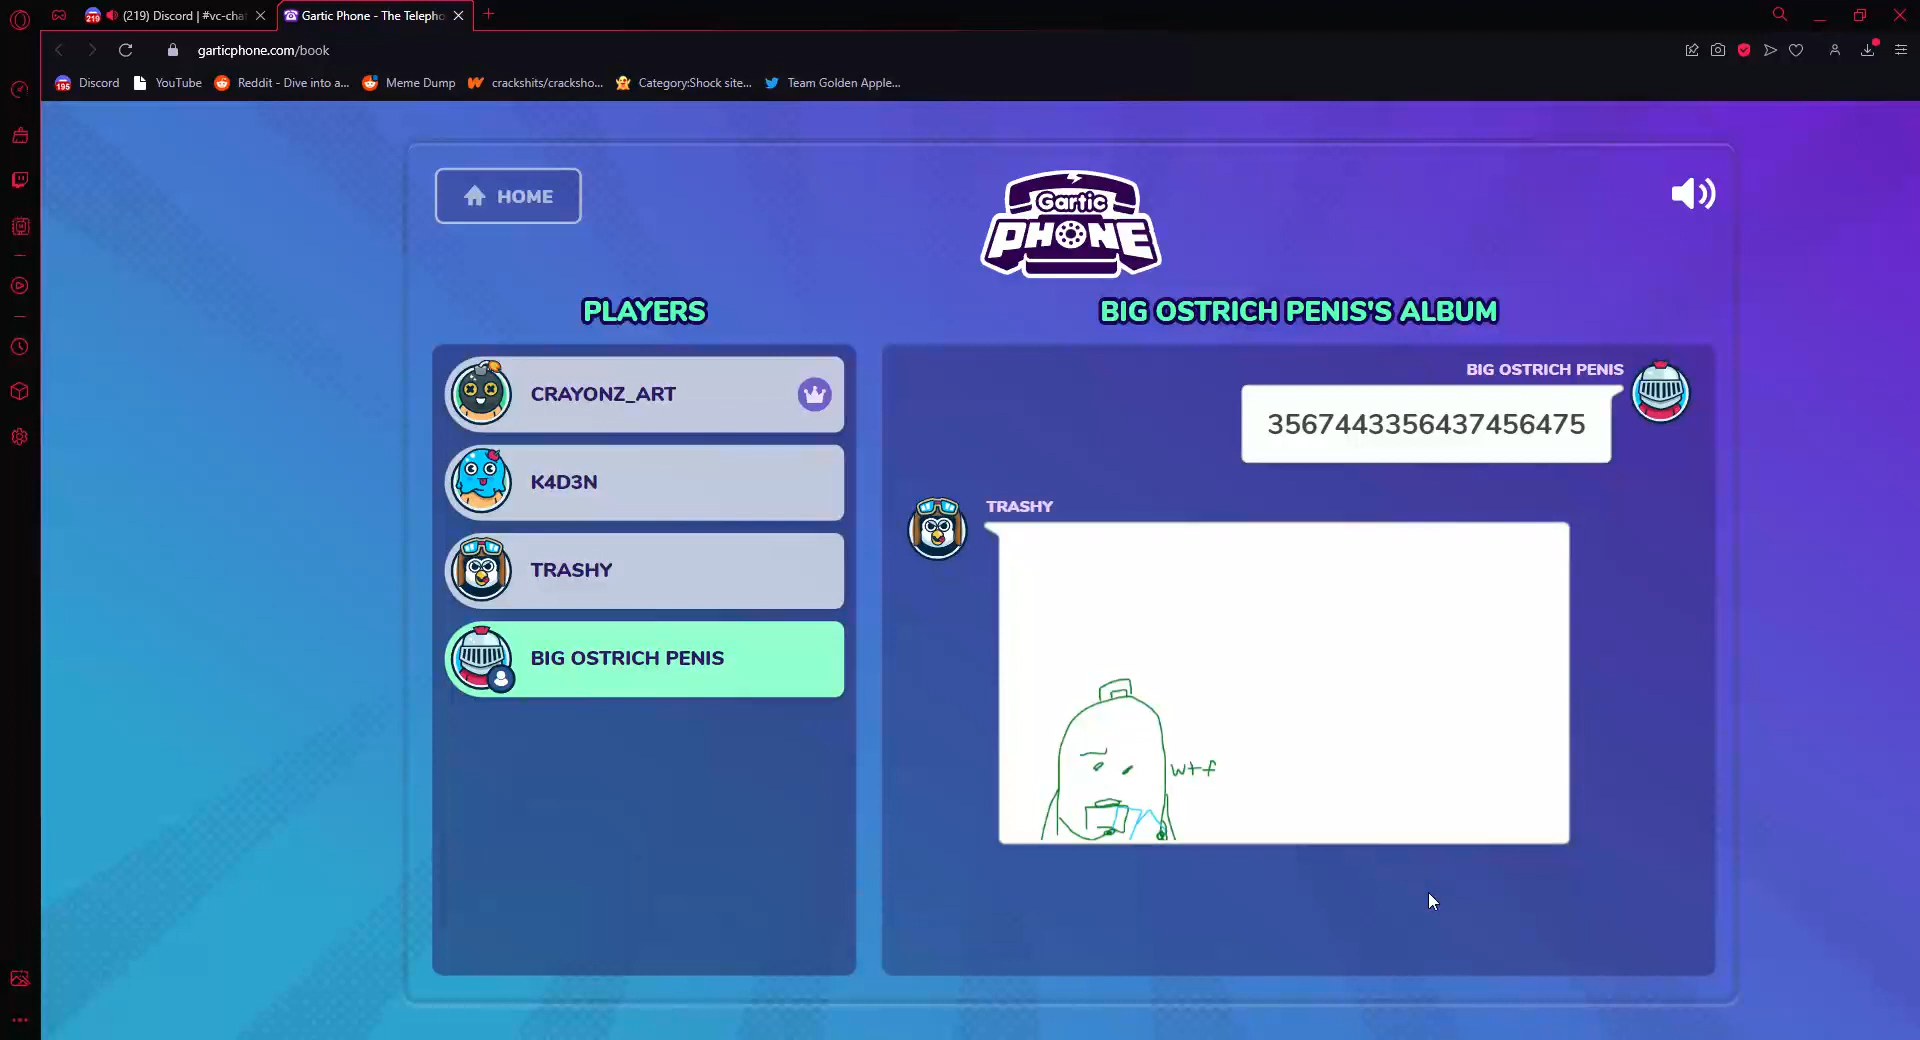 (219) Discord | #vc-cha
Gartic Phone - The Telepho
garticphone.com/book
195
Discord
YouTube
Reddit - Dive into a...
Meme Dump
crackshits/cracksho...
Category:Shock site...
Team Golden Apple...
HOME
Gartic
PHONE
PLAYERS
BIG OSTRICH PENIS'S ALBUM
CRAYONZ_ART
K4D3N
TRASHY
BIG OSTRICH PENIS
BIG OSTRICH PENIS
3567443356437456475
TRASHY
wtf